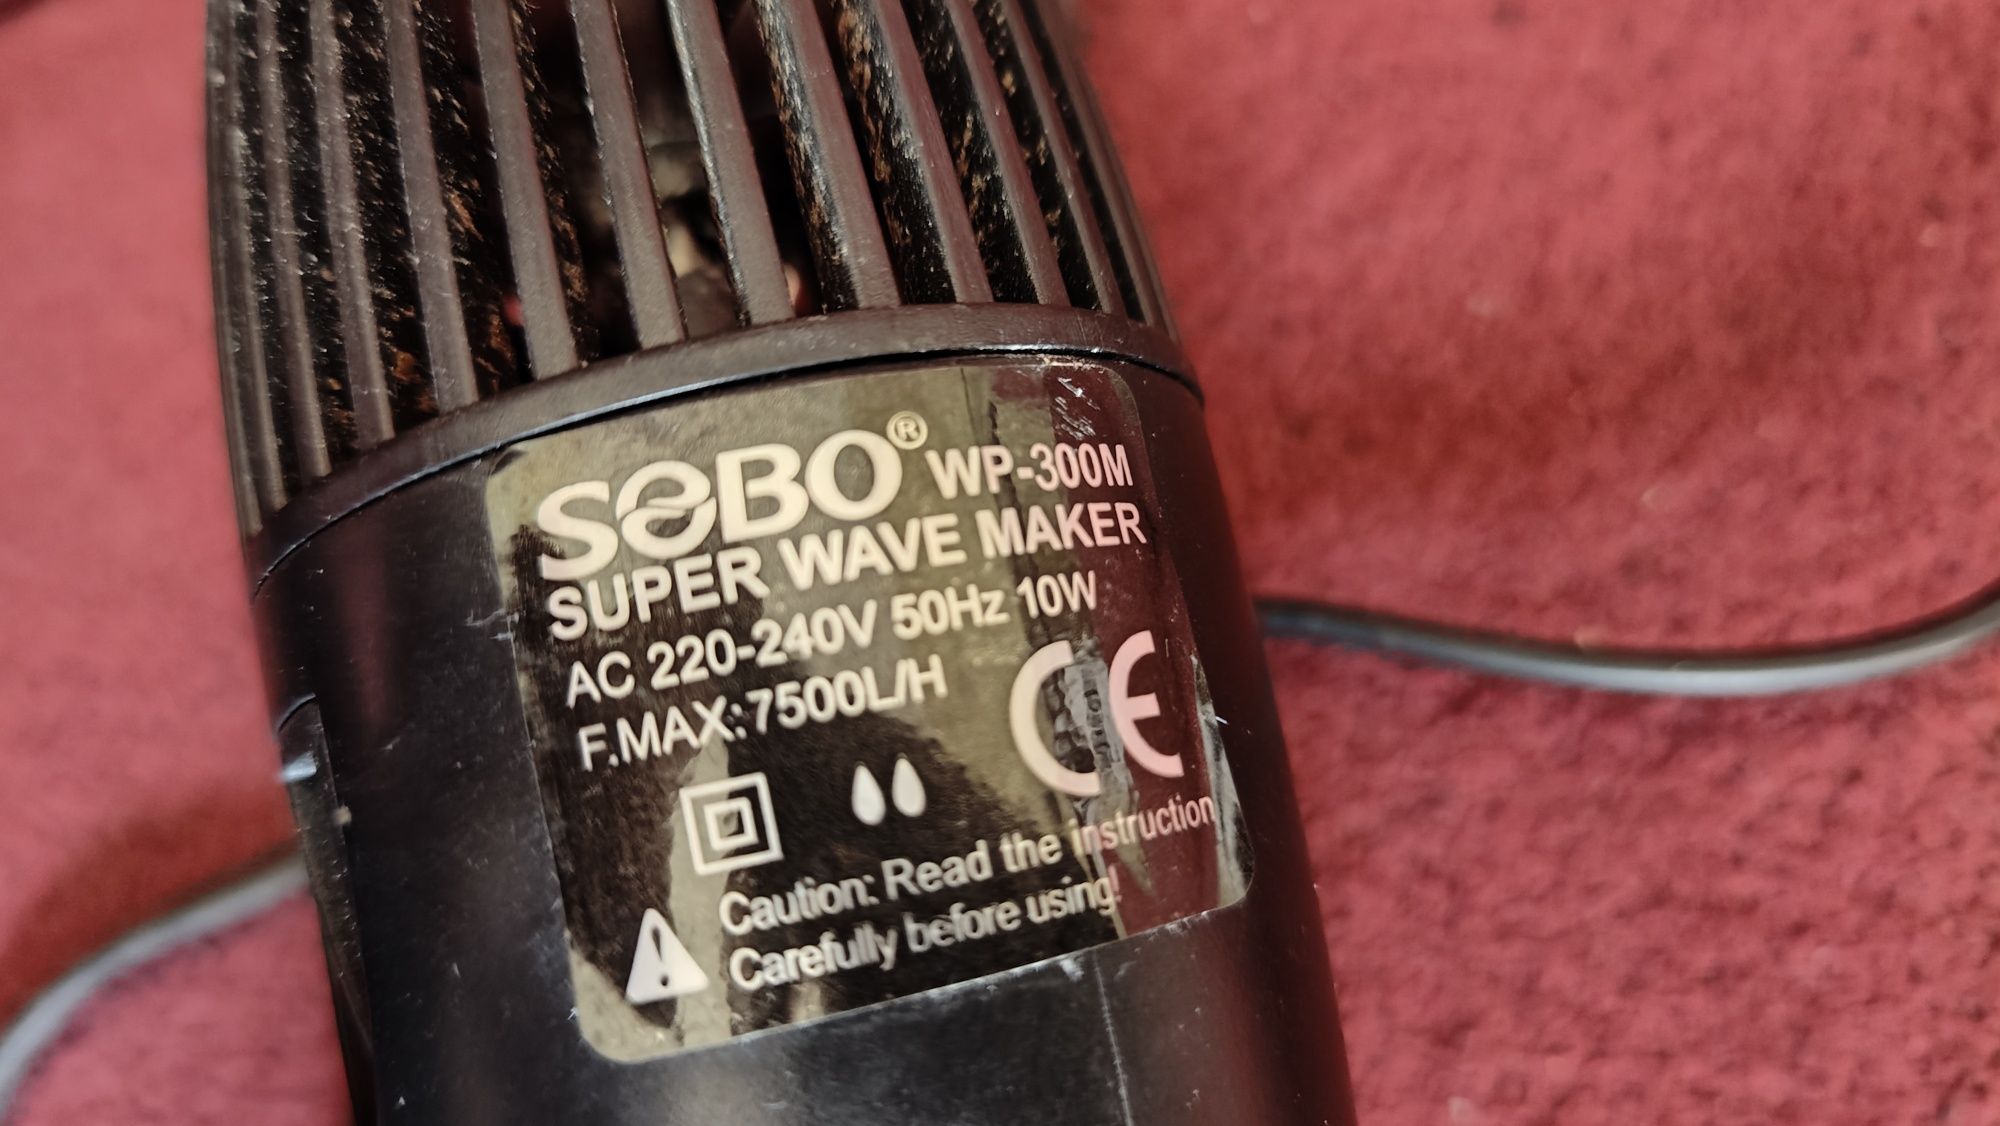 SOBO® WP-300M
SUPER WAVE MAKER
AC 220-240V 50Hz 10W
F.MAX:7500L/H
CE
Caution: Read the instruction
Carefully before using!